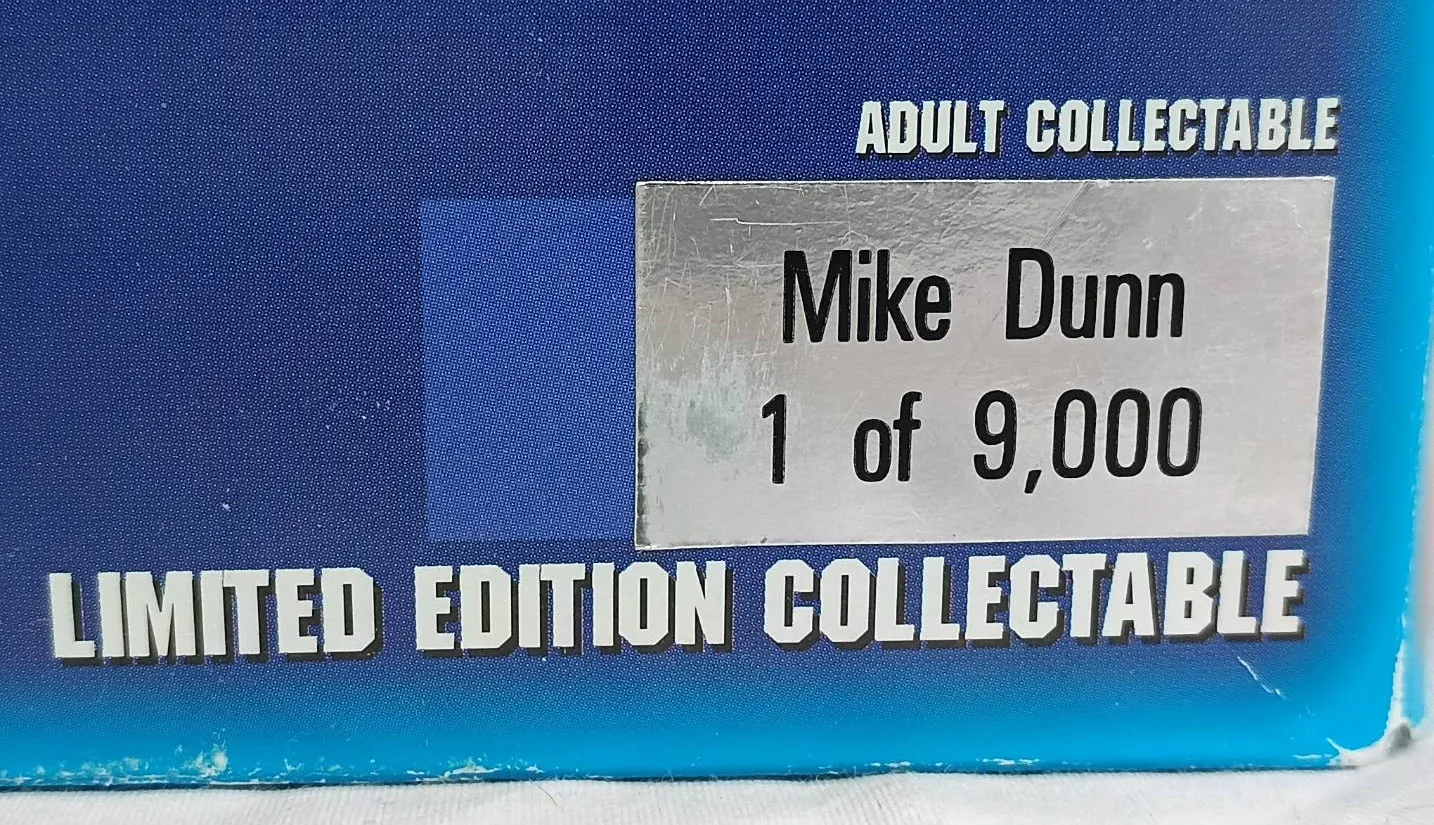 ADULT COLLECTABLE
Mike Dunn
1 of 9,000
LIMITED EDITION COLLECTABLE